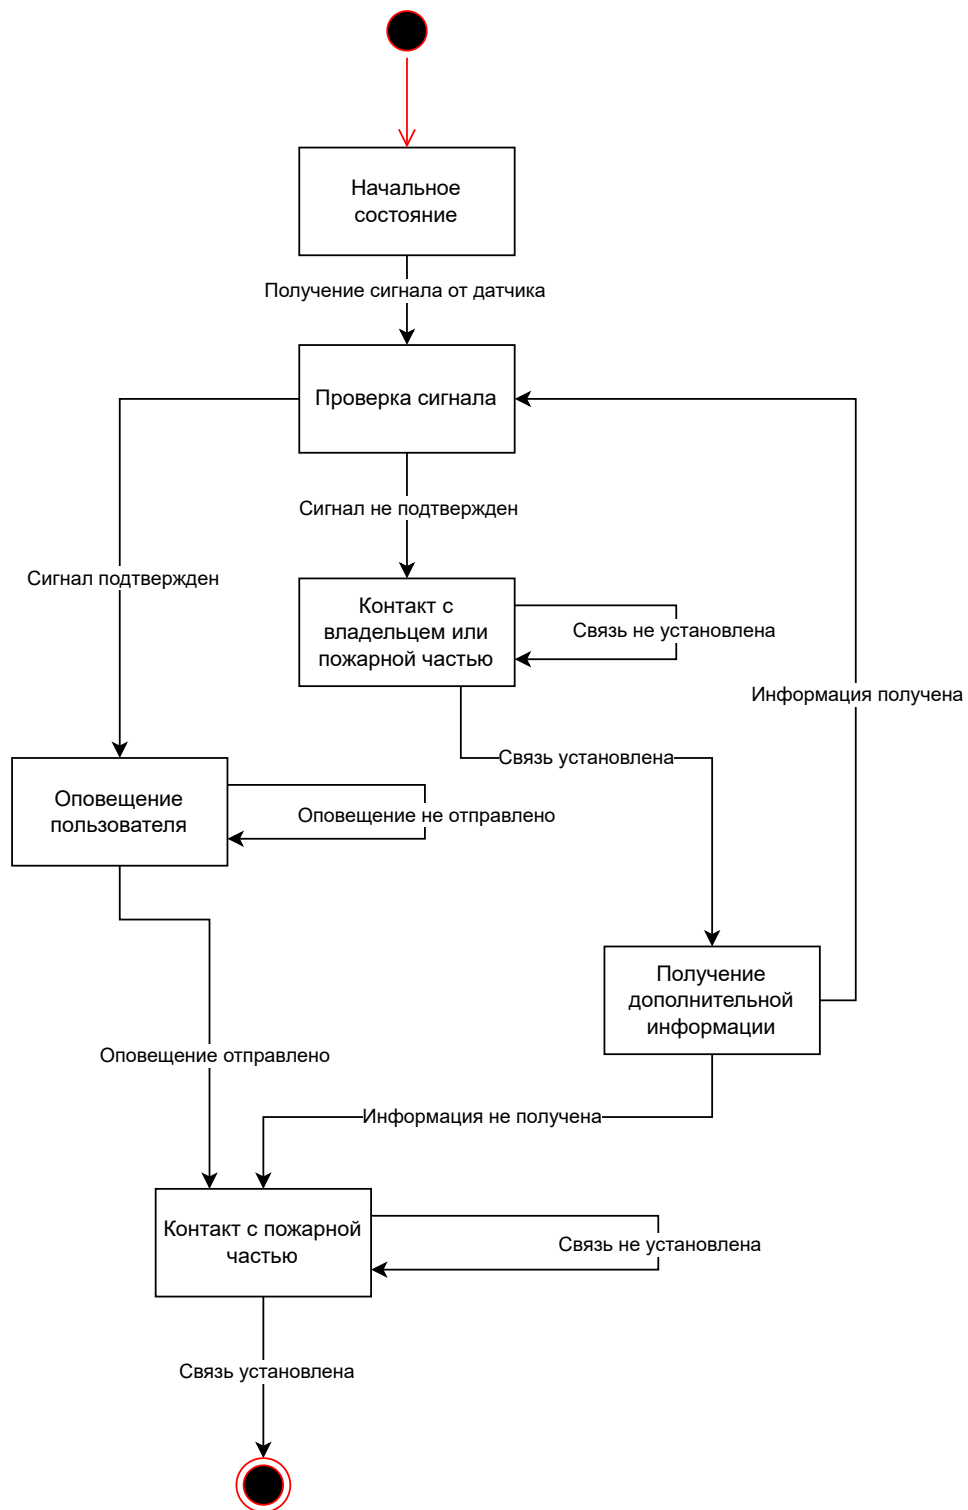 Начальное
состояние
Получение сигнала от датчика
Проверка сигнала
Сигнал не подтвержден
Сигнал подтвержден
Контакт с
владельцем или
пожарной частью
Связь не установлена
Информация получена
Связь установлена
Оповещение
пользователя
Оповещение не отправлено
Получение
дополнительной
информации
Оповещение отправлено
Информация не получена
Контакт с пожарной
частью
Связь не установлена
Связь установлена